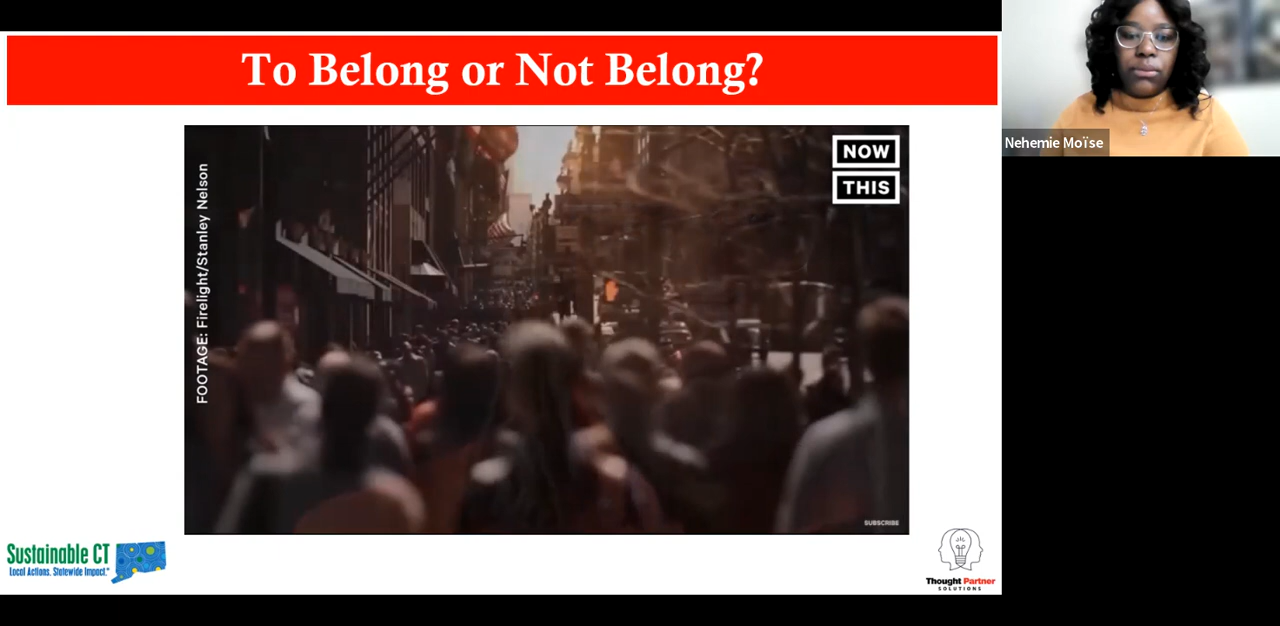 To Belong or Not Belong?
NOW
THIS
FOOTAGE: Firelight/Stanley Nelson
SUBSCRIBE
Nehemie Moïse
Sustainable CT
Local Actions. Statewide Impact.
Thought Partner
SOLUTIONS